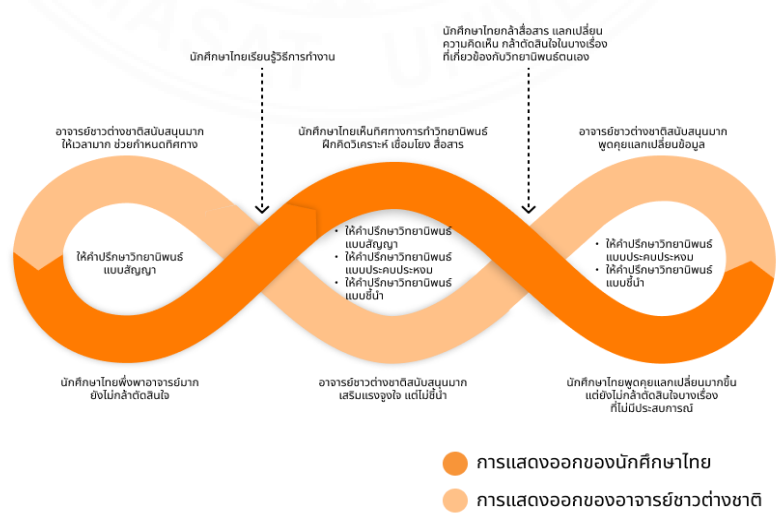 นักศึกษาไทยเรียนรู้วิธีการทำงาน
นักศึกษาไทยกล้าสื่อสาร แลกเปลี่ยน
ความคิดเห็น กล้าตัดสินใจในบางเรื่อง
ที่เกี่ยวข้องกับวิทยานิพนธ์ตนเอง
อาจารย์ชาวต่างชาติสนับสนุนมาก
ให้เวลามาก ช่วยกำหนดทิศทาง
นักศึกษาไทยเห็นทิศทางการทำวิทยานิพนธ์
ฝึกคิดวิเคราะห์ เชื่อมโยง สื่อสาร
อาจารย์ชาวต่างชาติสนับสนุนมาก
พูดคุยแลกเปลี่ยนข้อมูล
ให้คำปรึกษาวิทยานิพนธ์
แบบสัญญา
• ให้คำปรึกษาวิทยานิพนธ์
แบบสัญญา
• ให้คำปรึกษาวิทยานิพนธ์
แบบประคบประหงม
• ให้คำปรึกษาวิทยานิพนธ์
แบบชี้นำ
• ให้คำปรึกษาวิทยานิพนธ์
แบบประคบประหงม
• ให้คำปรึกษาวิทยานิพนธ์
แบบชี้นำ
นักศึกษาไทยพึ่งพาอาจารย์มาก
ยังไม่กล้าตัดสินใจ
อาจารย์ชาวต่างชาติสนับสนุนมาก
เสริมแรงจูงใจ แต่ไม่ชี้นำ
นักศึกษาไทยพูดคุยแลกเปลี่ยนมากขึ้น
แต่ยังไม่กล้าตัดสินใจบางเรื่อง
ที่ไม่มีประสบการณ์
การแสดงออกของนักศึกษาไทย
การแสดงออกของอาจารย์ชาวต่างชาติ